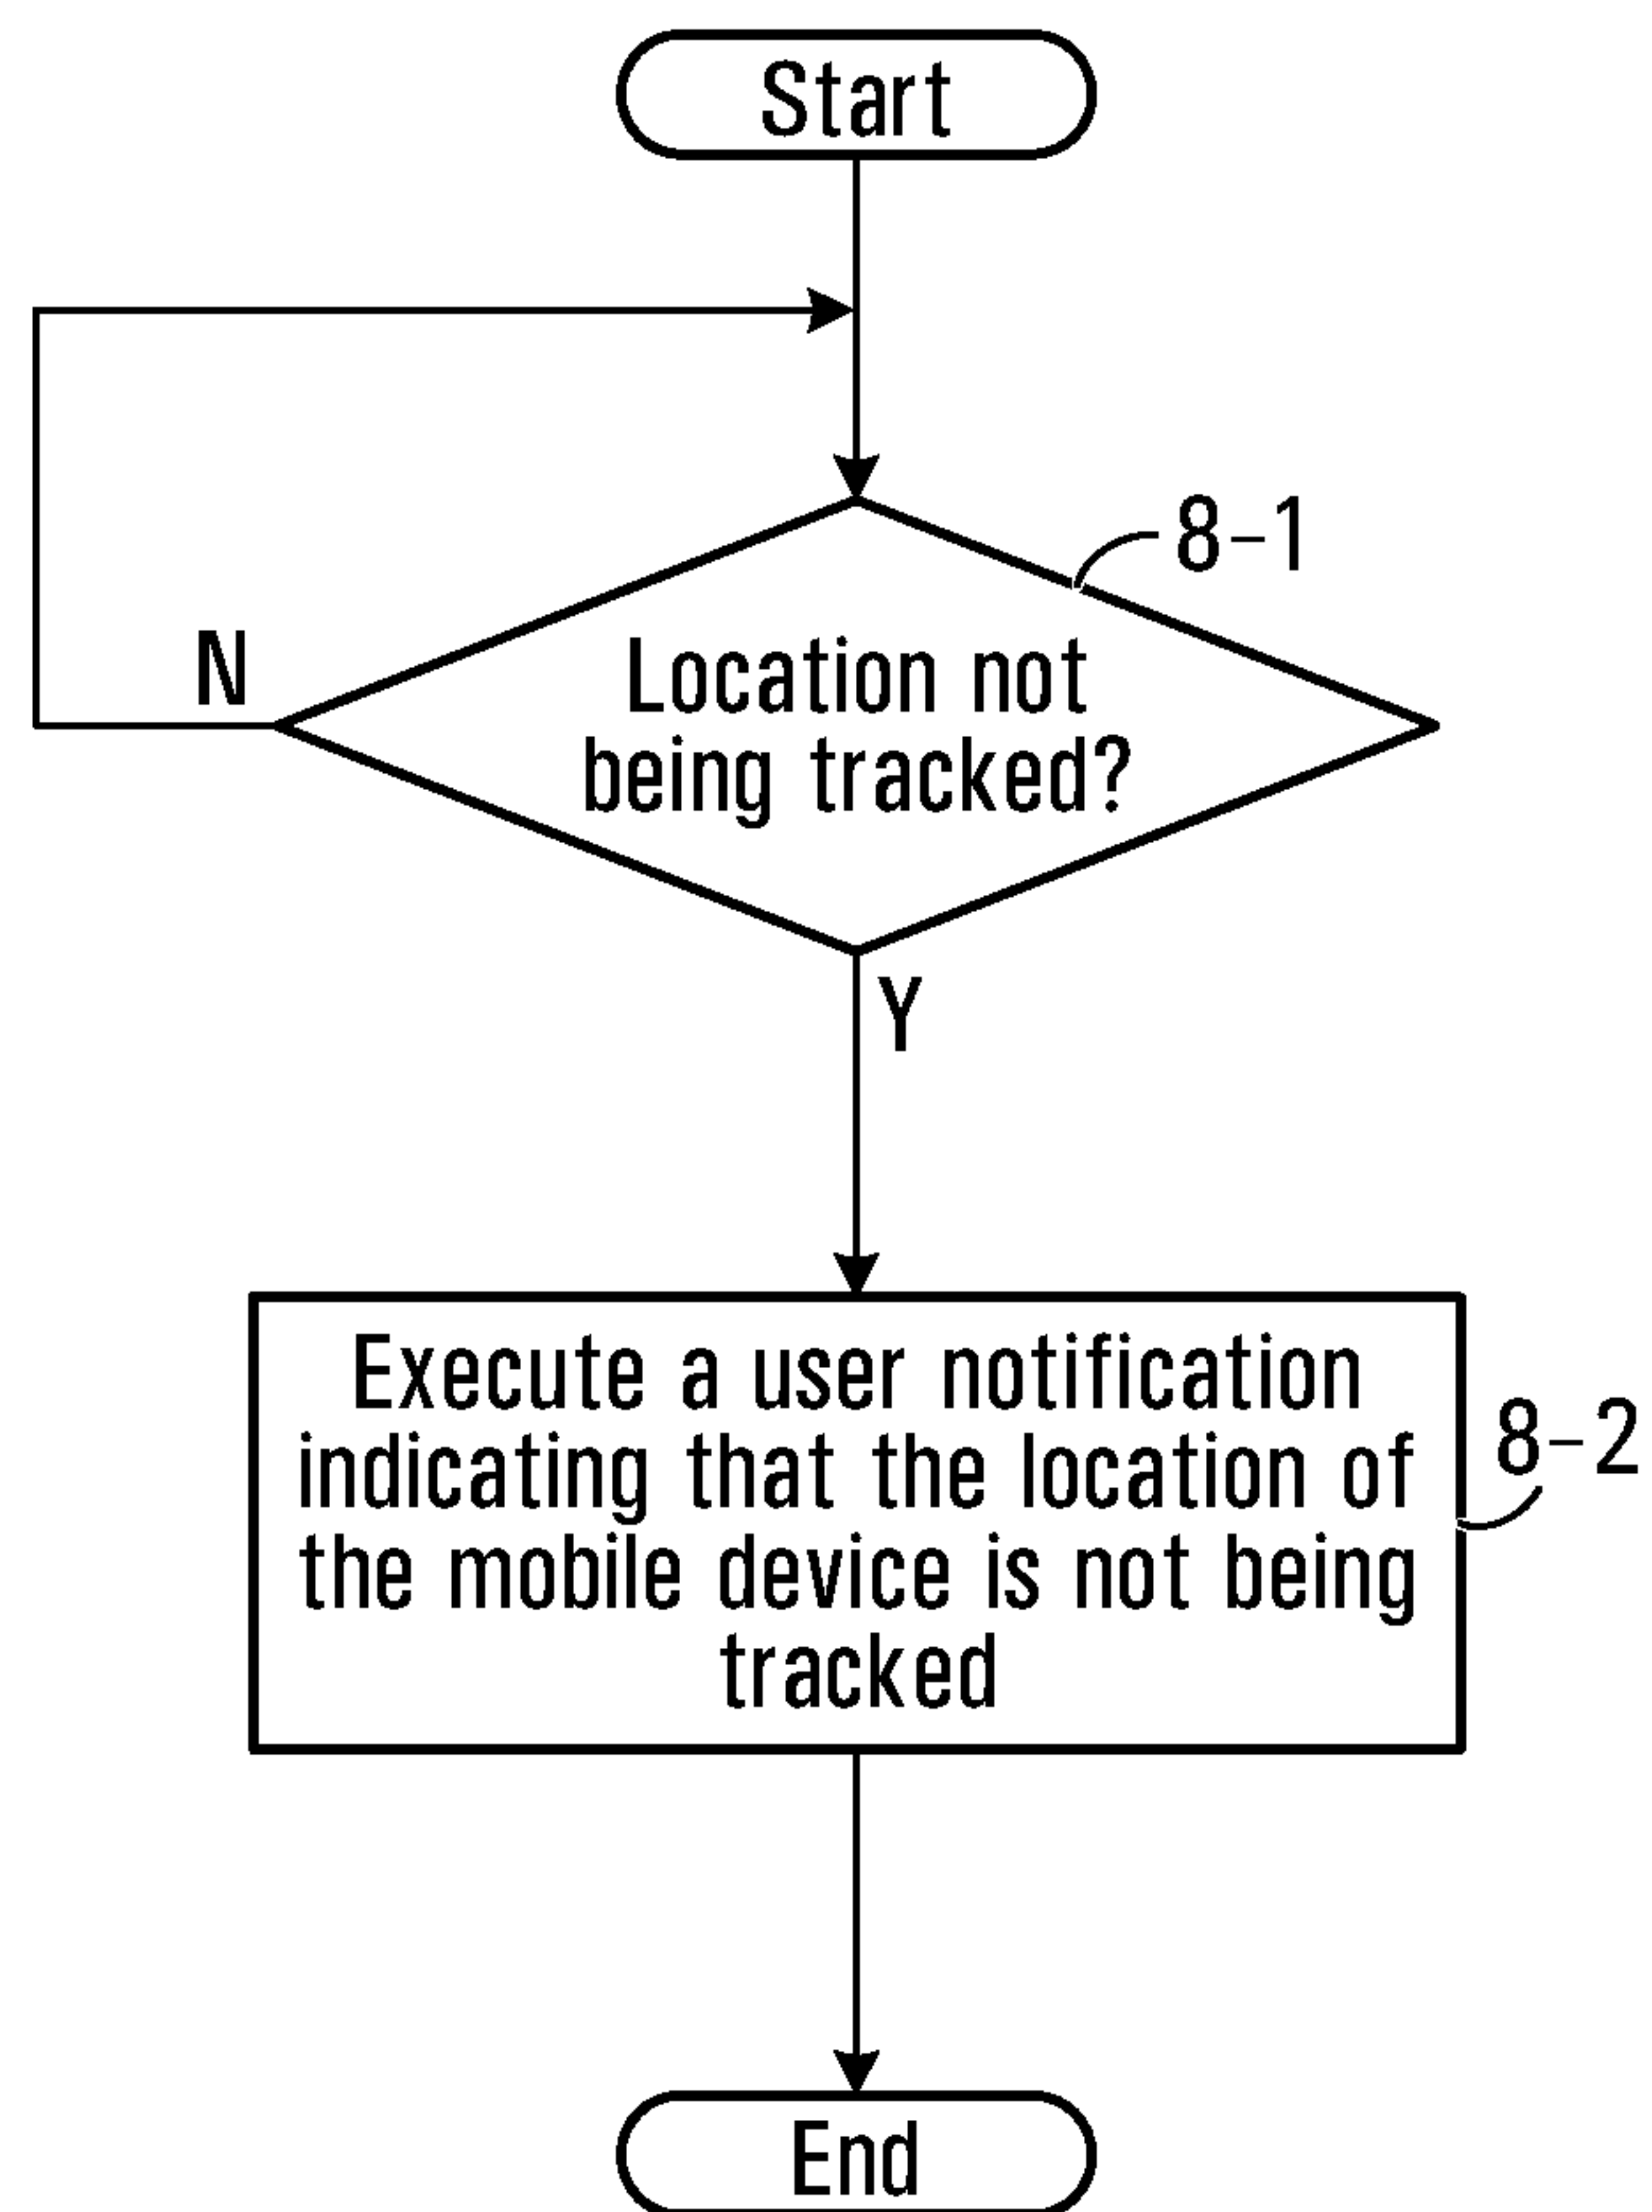 Start
8-1
N
Location not
being tracked?
Y
Execute a user notification
indicating that the location of
the mobile device is not being
tracked
8-2
End